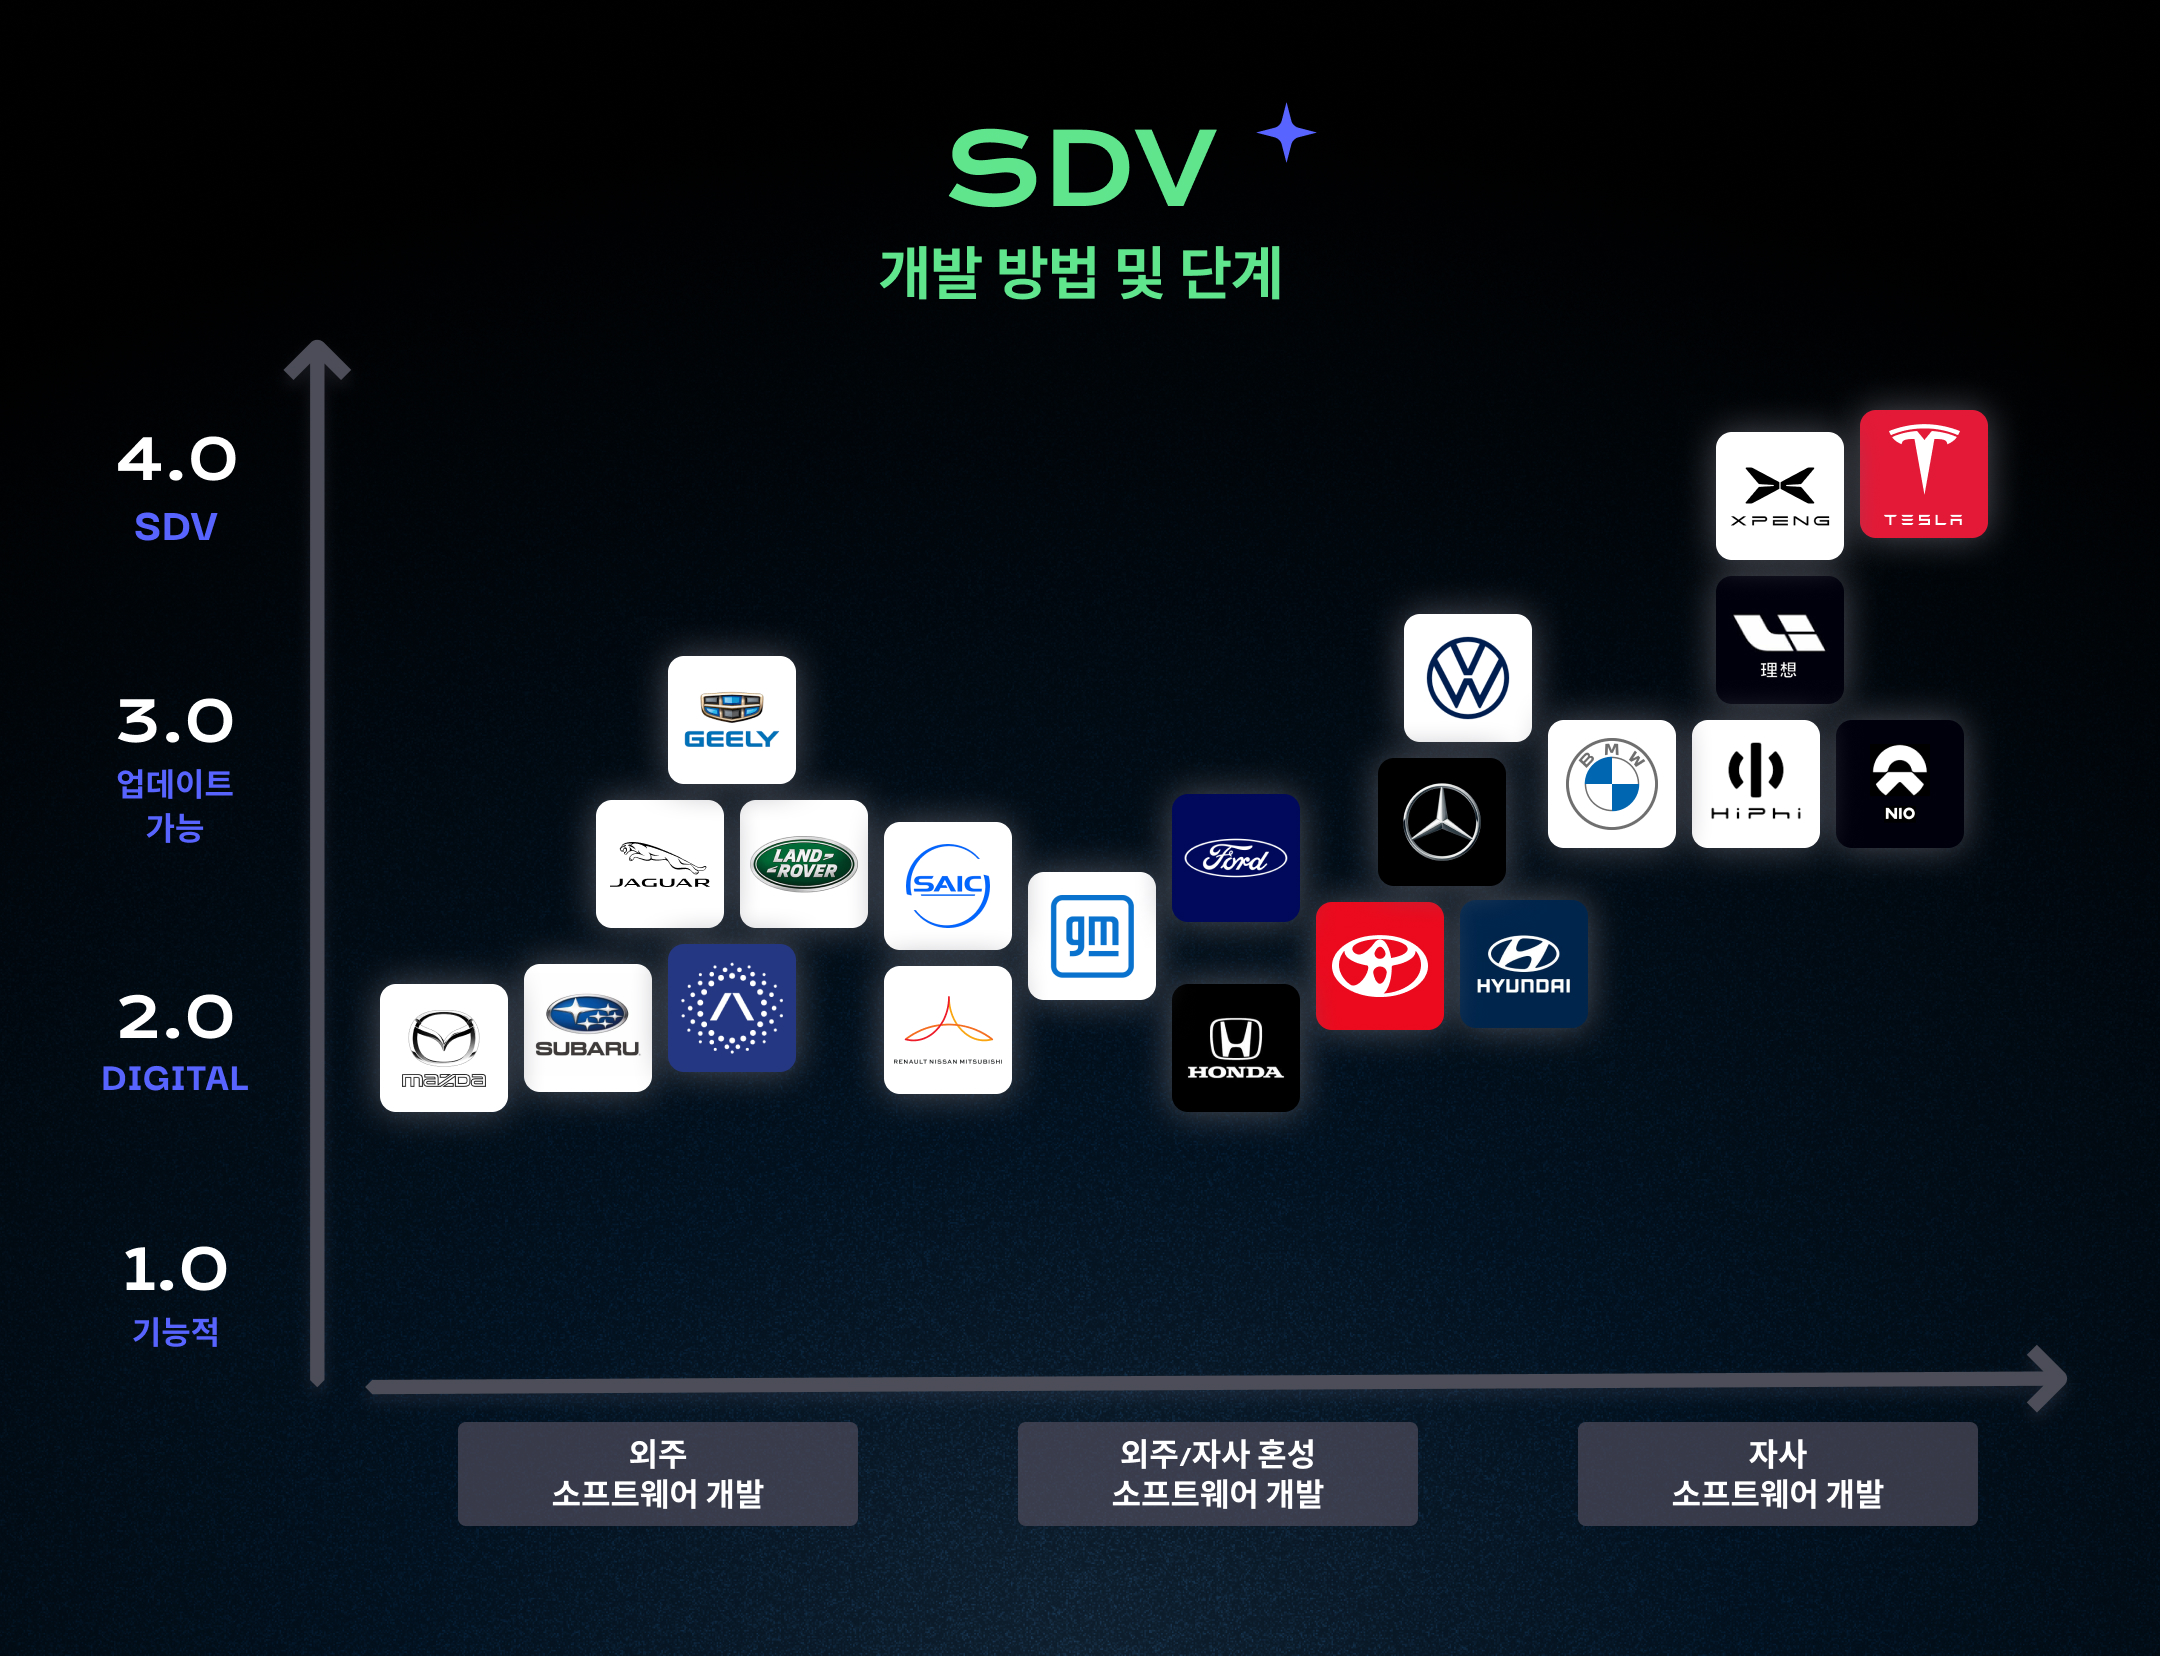 SDV
개발 방법 및 단계
4.0
SDV
XPENG
TESLA
理想
3.0
업데이트
가능
GEELY
BMW
HiPhi
NIO
JAGUAR
LAND
ROVER
SAIC
Ford
gm
2.0
DIGITAL
mazda
SUBARU
RENAULT NISSAN MITSUBISHI
HONDA
HYUNDAI
1.0
기능적
외주
소프트웨어 개발
외주/자사 혼성
소프트웨어 개발
자사
소프트웨어 개발